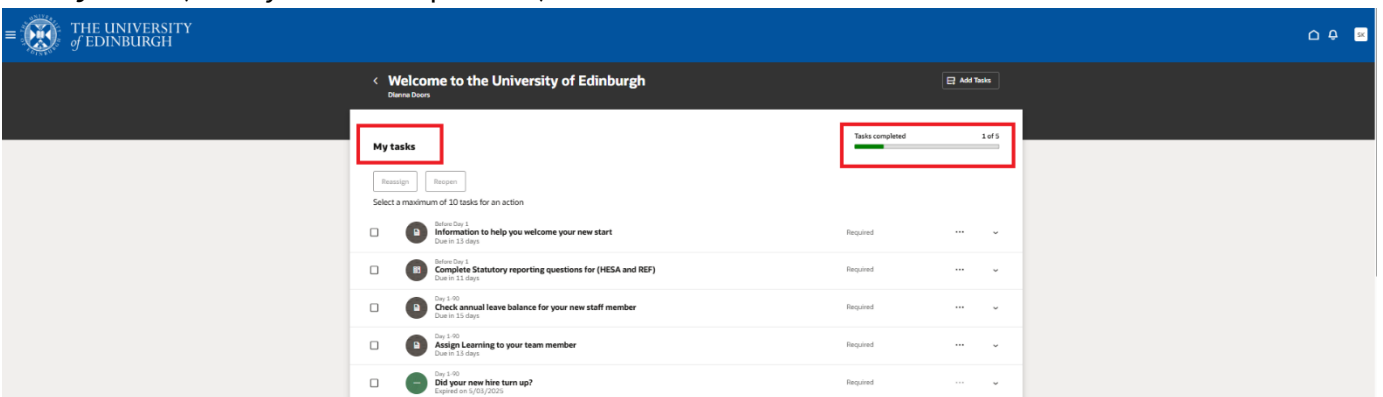 THE UNIVERSITY
of EDINBURGH
SK
Welcome to the University of Edinburgh
Dianna Doors
Add Tasks
My tasks
Tasks completed 1 of 5
Reassign Reopen
Select a maximum of 10 tasks for an action
Before Day 1
Information to help you welcome your new start
Due in 13 days
Required
Before Day 1
Complete Statutory reporting questions for (HESA and REF)
Due in 11 days
Required
Day 1-90
Check annual leave balance for your new staff member
Due in 15 days
Required
Day 1-90
Assign Learning to your team member
Due in 13 days
Required
Day 1-90
Did your new hire turn up?
Expired on 5/03/2025
Required